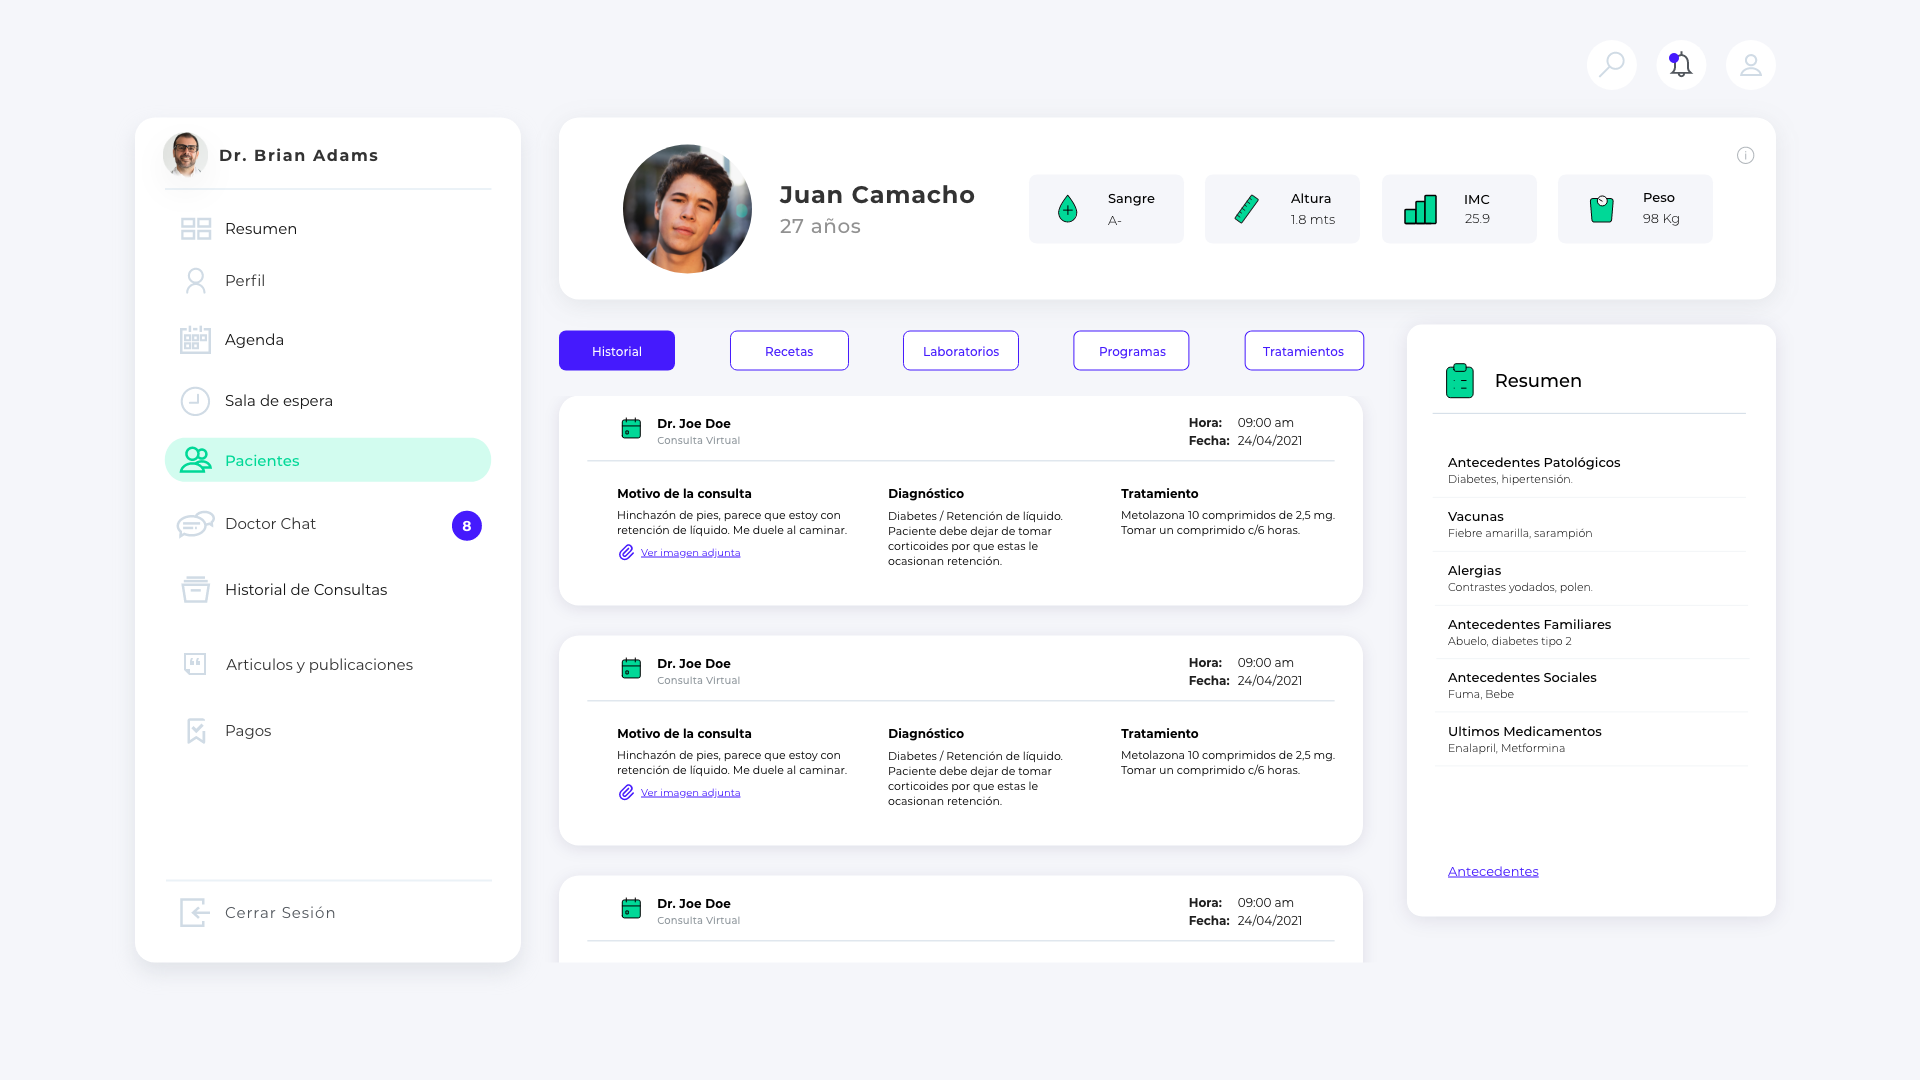 Dr. Brian Adams
Resumen
Perfil
Agenda
Sala de espera
Pacientes
Doctor Chat
8
Historial de Consultas
Articulos y publicaciones
Pagos
Cerrar Sesión
Juan Camacho
27 años
Sangre
A-
Altura
1.8 mts
IMC
25.9
Peso
98 Kg
Historial
Recetas
Laboratorios
Programas
Tratamientos
Dr. Joe Doe
Consulta Virtual
Hora: 09:00 am
Fecha: 24/04/2021
Motivo de la consulta
Hinchazón de pies, parece que estoy con
retención de líquido. Me duele al caminar.
Ver imagen adjunta
Diagnóstico
Diabetes / Retención de líquido.
Paciente debe dejar de tomar
corticoides por que estas le
ocasionan retención.
Tratamiento
Metolazona 10 comprimidos de 2,5 mg.
Tomar un comprimido c/6 horas.
Dr. Joe Doe
Consulta Virtual
Hora: 09:00 am
Fecha: 24/04/2021
Motivo de la consulta
Hinchazón de pies, parece que estoy con
retención de líquido. Me duele al caminar.
Ver imagen adjunta
Diagnóstico
Diabetes / Retención de líquido.
Paciente debe dejar de tomar
corticoides por que estas le
ocasionan retención.
Tratamiento
Metolazona 10 comprimidos de 2,5 mg.
Tomar un comprimido c/6 horas.
Dr. Joe Doe
Consulta Virtual
Hora: 09:00 am
Fecha: 24/04/2021
Resumen
Antecedentes Patológicos
Diabetes, hipertensión.
Vacunas
Fiebre amarilla, sarampión
Alergias
Contrastes yodados, polen.
Antecedentes Familiares
Abuelo, diabetes tipo 2
Antecedentes Sociales
Fuma, Bebe
Ultimos Medicamentos
Enalapril, Metformina
Antecedentes